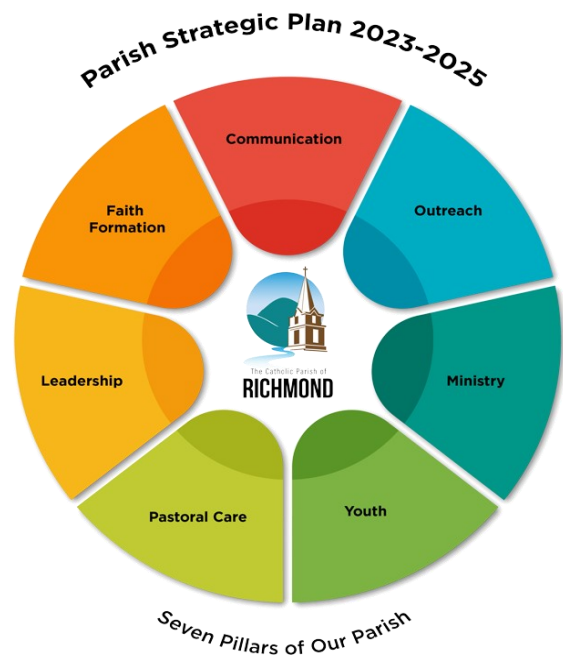 Parish Strategic Plan 2023-2025
Communication
Outreach
Ministry
Youth
Pastoral Care
Leadership
Faith
Formation
The Catholic Parish of
RICHMOND
Seven Pillars of Our Parish